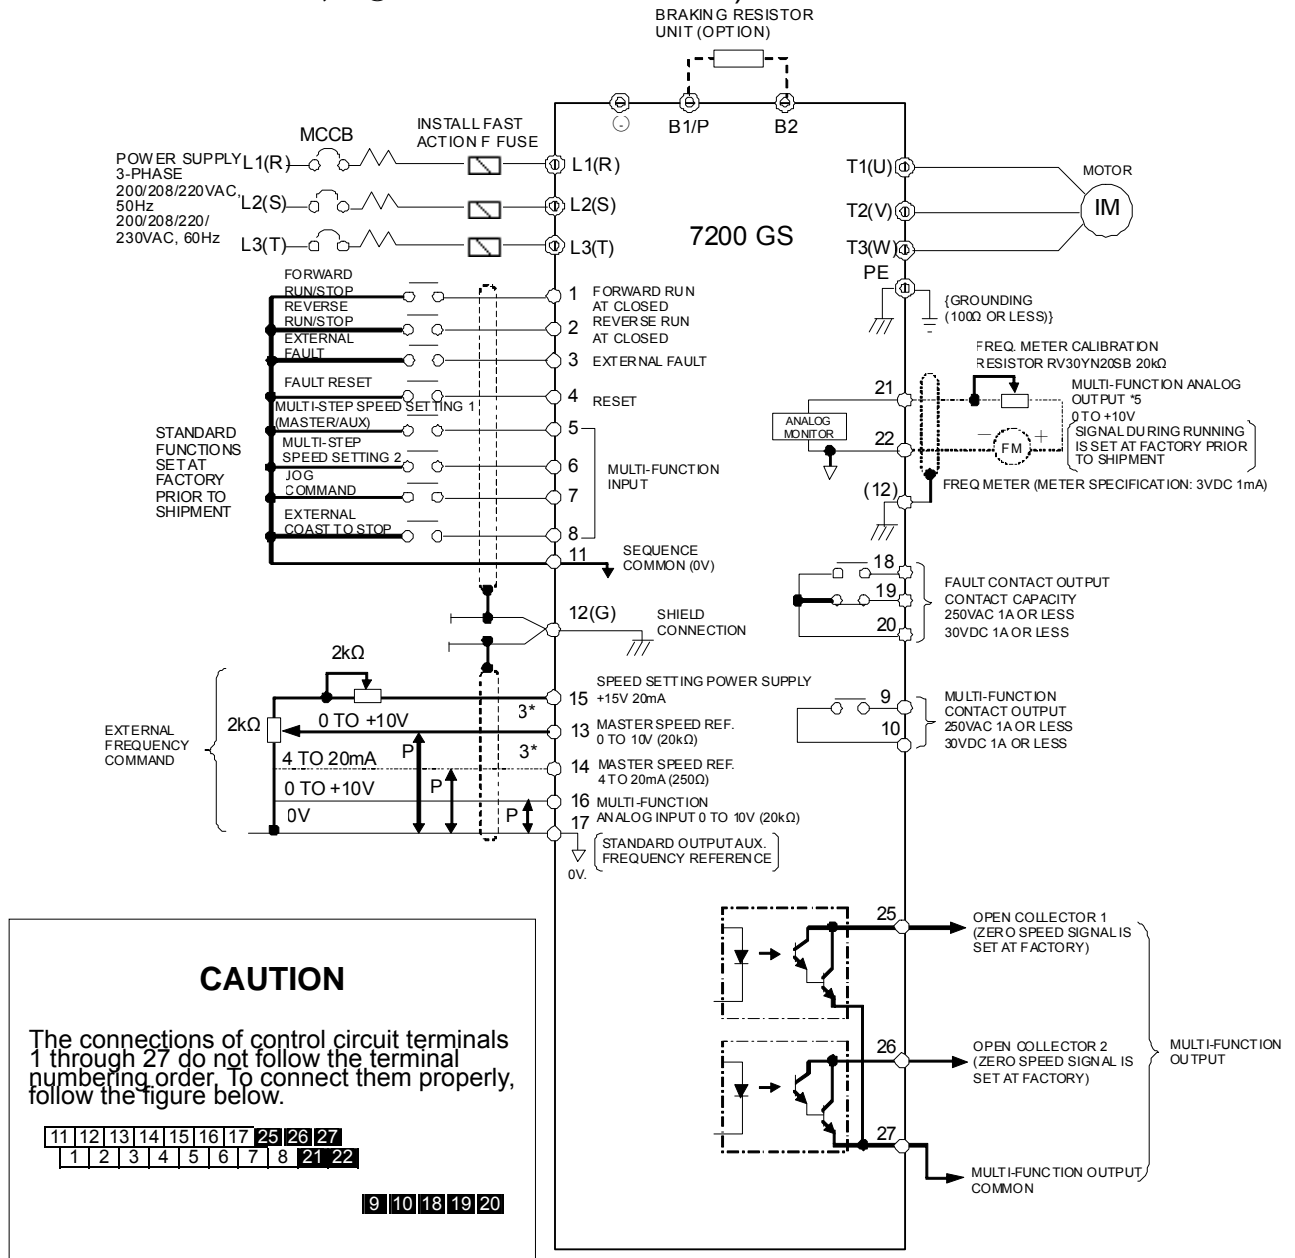 BRAKING RESISTOR
UNIT (OPTION)
B1/P
B2
MCCB
INSTALL FAST
ACTION F FUSE
POWER SUPPLY
3-PHASE
200/208/220VAC,
50Hz
200/208/220/
230VAC, 60Hz
L1(R)
L2(S)
L3(T)
L1(R)
L2(S)
L3(T)
7200 GS
T1(U)
T2(V)
T3(W)
PE
MOTOR
IM
{GROUNDING
(100Ω OR LESS)}
FORWARD
RUN/STOP
REVERSE
RUN/STOP
EXTERNAL
FAULT
FAULT RESET
MULTI-STEP SPEED SETTING 1
(MASTER/AUX)
MULTI-STEP
SPEED SETTING 2
JOG
COMMAND
EXTERNAL
COAST TO STOP
STANDARD
FUNCTIONS
SET AT
FACTORY
PRIOR TO
SHIPMENT
1 FORWARD RUN
AT CLOSED
2 REVERSE RUN
AT CLOSED
3 EXTERNAL FAULT
4 RESET
5
6
7
8
MULTI-FUNCTION
INPUT
11 SEQUENCE
COMMON (0V)
12(G) SHIELD
CONNECTION
FREQ. METER CALIBRATION
RESISTOR RV30YN20SB 20kΩ
21
22
ANALOG
MONITOR
MULTI-FUNCTION ANALOG
OUTPUT *5
0 TO +10V
SIGNAL DURING RUNNING
IS SET AT FACTORY PRIOR
TO SHIPMENT
− FM +
(12)
FREQ METER (METER SPECIFICATION: 3VDC 1mA)
18
19
20
FAULT CONTACT OUTPUT
CONTACT CAPACITY
250VAC 1A OR LESS
30VDC 1A OR LESS
9
10
MULTI-FUNCTION
CONTACT OUTPUT
250VAC 1A OR LESS
30VDC 1A OR LESS
EXTERNAL
FREQUENCY
COMMAND
2kΩ
2kΩ
0 TO +10V
4 TO 20mA
0 TO +10V
0V
P
P
P
3*
3*
15 SPEED SETTING POWER SUPPLY
+15V 20mA
13 MASTER SPEED REF.
0 TO 10V (20kΩ)
14 MASTER SPEED REF.
4 TO 20mA (250Ω)
16 MULTI-FUNCTION
ANALOG INPUT 0 TO 10V (20kΩ)
17
STANDARD OUTPUT AUX.
FREQUENCY REFERENCE
0V.
25
OPEN COLLECTOR 1
(ZERO SPEED SIGNAL IS
SET AT FACTORY)
26
OPEN COLLECTOR 2
(ZERO SPEED SIGNAL IS
SET AT FACTORY)
27
MULTI-FUNCTION OUTPUT
COMMON
MULTI-FUNCTION
OUTPUT
CAUTION
The connections of control circuit terminals
1 through 27 do not follow the terminal
numbering order. To connect them properly,
follow the figure below.
11 12 13 14 15 16 17 25 26 27
1 2 3 4 5 6 7 8 21 22
9 10 18 19 20